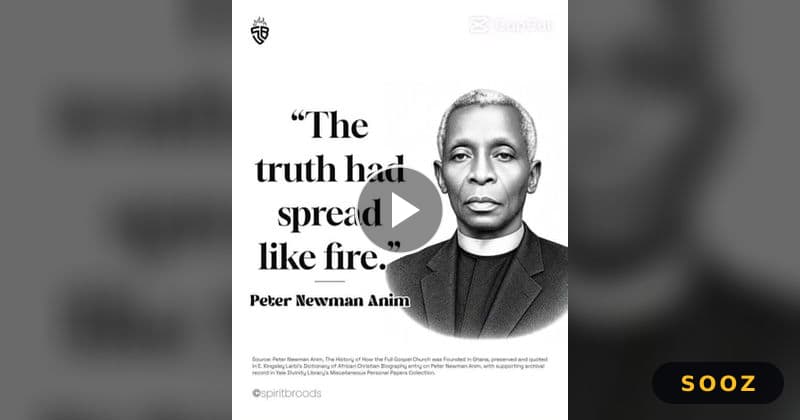 SB
CapCut
“The
truth had
spread
like fire.”
Peter Newman Anim
Source: Peter Newman Anim, The History of How the Full Gospel Church was Founded in Ghana, preserved and quoted
in E. Kingsley Larbi's Dictionary of African Christian Biography entry on Peter Newman Anim, with supporting archival
record in Yale Divinity Library's Miscellaneous Personal Papers Collection.
©spiritbroods
SOOZ